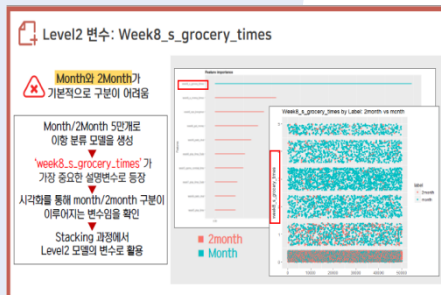 Level2 변수: Week8_s_grocery_times
Month와 2Month가
기본적으로 구분이 어려움
Month/2Month 5만개로
이항 분류 모델을 생성
'week8_s_grocery_times'가
가장 중요한 설명변수로 등장
시각화를 통해 month/2month 구분이
이루어지는 변수임을 확인
Stacking 과정에서
Level2 모델의 변수로 활용
2month
Month
Week8_s_grocery_times by Label: 2month vs month
week8_s_grocery_times
label
2month
month
0
10000
20000
30000
40000